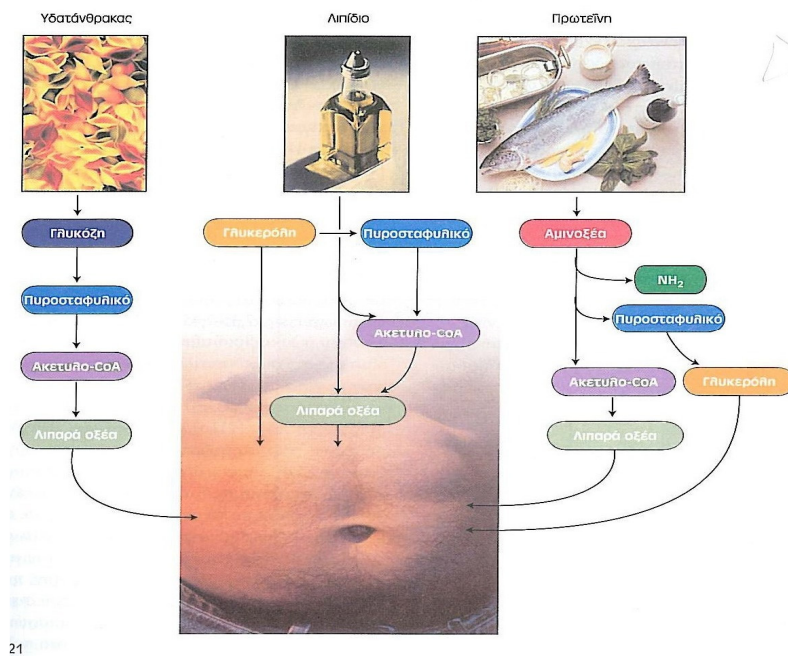 Υδατάνθρακας
Λιπίδιο
Πρωτεΐνη
Γλυκόζη
Πυροσταφυλικό
Ακετυλο-CoA
Λιπαρά οξέα
Γλυκερόλη
Πυροσταφυλικό
Ακετυλο-CoA
Λιπαρά οξέα
Αμινοξέα
NH2
Πυροσταφυλικό
Ακετυλο-CoA
Γλυκερόλη
Λιπαρά οξέα
21